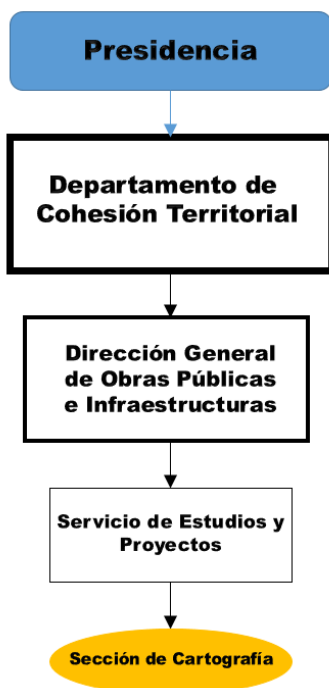 Presidencia
Departamento de
Cohesión Territorial
Dirección General
de Obras Públicas
e Infraestructuras
Servicio de Estudios y
Proyectos
Sección de Cartografía